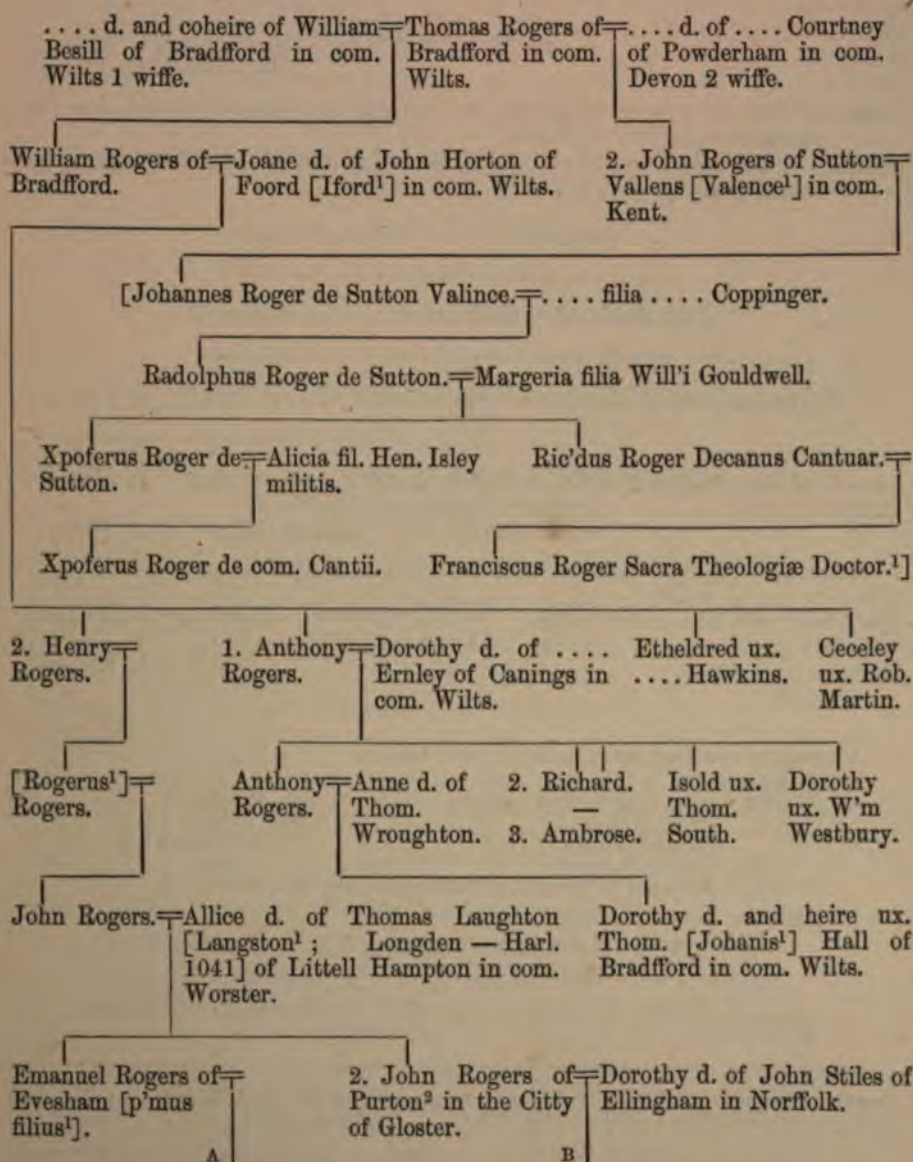 . . . . d. and coheire of William
Besill of Bradfford in com.
Wilts 1 wiffe.
Thomas Rogers of
Bradfford in com.
Wilts.
. . . . d. of . . . . Courtney
of Powderham in com.
Devon 2 wiffe.
William Rogers of
Bradfford.
Joane d. of John Horton of
Foord [Iford¹] in com. Wilts.
2. John Rogers of Sutton
Vallens [Valence¹] in com.
Kent.
[Johannes Roger de Sutton Valince. . . . . filia . . . . Coppinger.
Radolphus Roger de Sutton. Margeria filia Will'i Gouldwell.
Xpoferus Roger de
Sutton.
Alicia fil. Hen. Isley
militis.
Ric'dus Roger Decanus Cantuar.
Xpoferus Roger de com. Cantii.
Franciscus Roger Sacra Theologiæ Doctor.¹]
2. Henry
Rogers.
1. Anthony
Rogers.
Dorothy d. of . . . .
Ernley of Canings in
com. Wilts.
Etheldred ux.
. . . . Hawkins.
Ceceley
ux. Rob.
Martin.
[Rogerus¹]
Rogers.
Anthony
Rogers.
Anne d. of
Thom.
Wroughton.
2. Richard.
—
3. Ambrose.
Isold ux.
Thom.
South.
Dorothy
ux. W'm
Westbury.
John Rogers.
Allice d. of Thomas Laughton
[Langston¹ ; Longden — Harl.
1041] of Littell Hampton in com.
Worster.
Dorothy d. and heire ux.
Thom. [Johanis¹] Hall of
Bradfford in com. Wilts.
Emanuel Rogers of
Evesham [p'mus
filius¹].
2. John Rogers of
Purton² in the Citty
of Gloster.
Dorothy d. of John Stiles of
Ellingham in Norffolk.
A
B